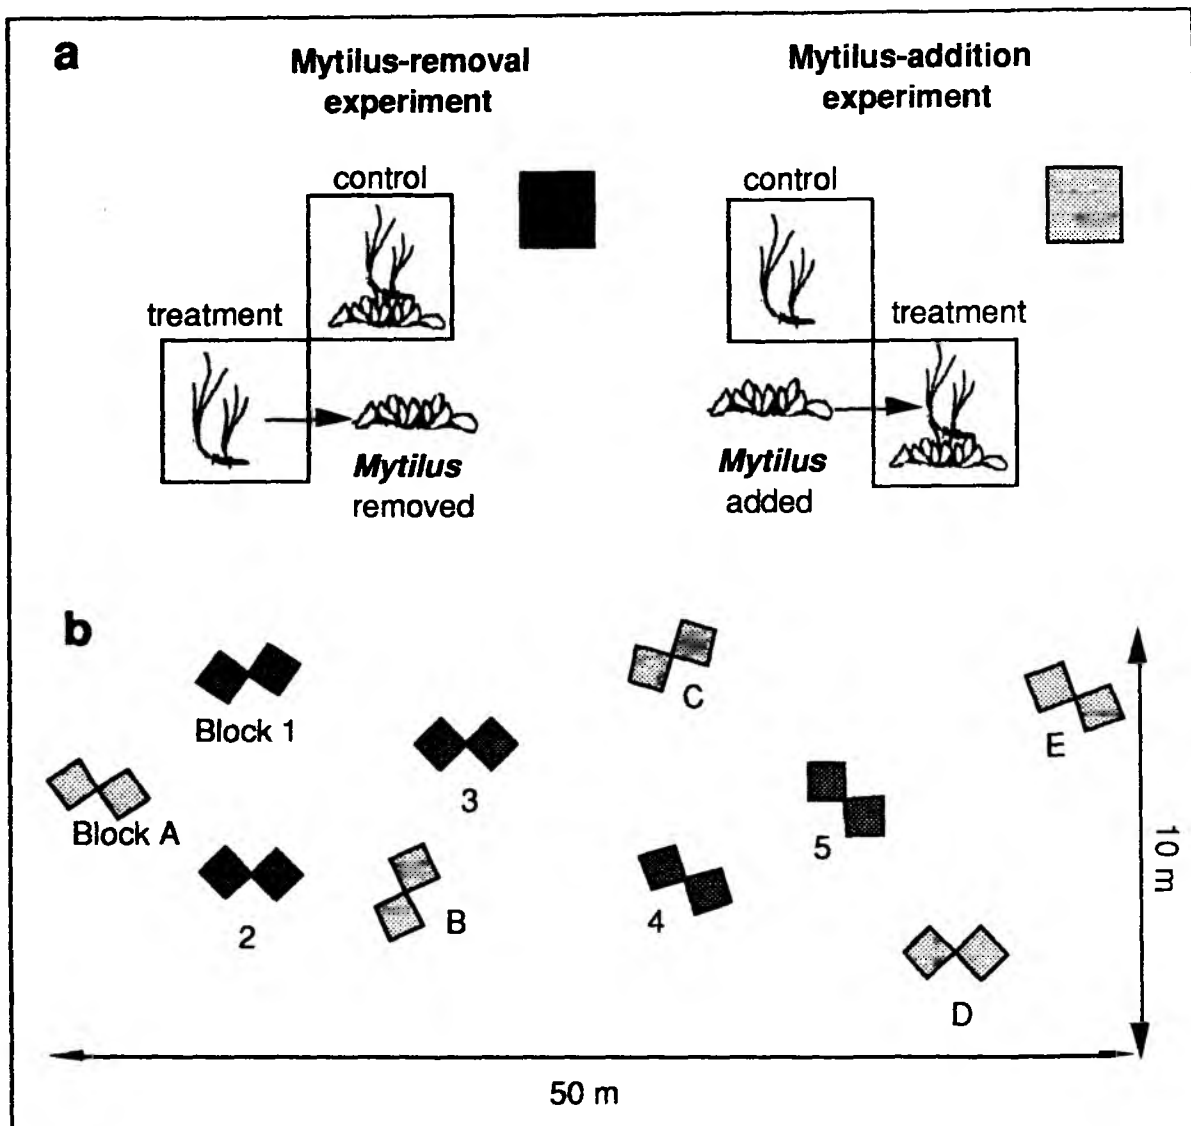 a
Mytilus-removal
experiment
control
treatment
Mytilus
removed
Mytilus-addition
experiment
control
treatment
Mytilus
added
b
Block 1
Block A
2
3
B
C
4
5
D
E
10 m
50 m